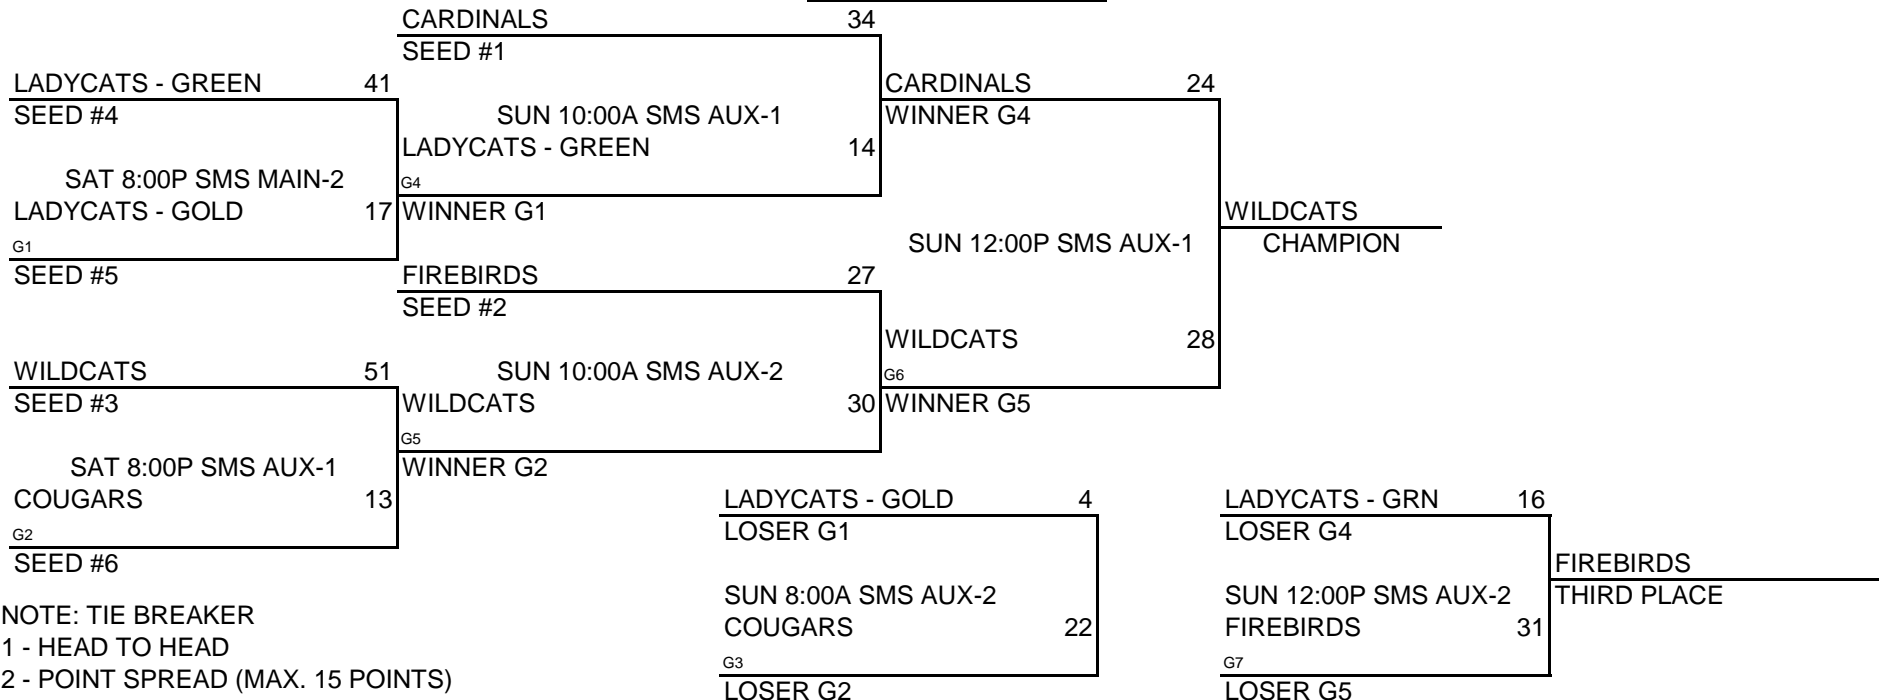 CARDINALS 34
SEED #1
LADYCATS - GREEN 41
SEED #4
SAT 8:00P SMS MAIN-2
LADYCATS - GOLD 17
G1
SEED #5
SUN 10:00A SMS AUX-1
LADYCATS - GREEN 14
G4
WINNER G1
CARDINALS 24
WINNER G4
SUN 12:00P SMS AUX-1
WILDCATS
CHAMPION
FIREBIRDS 27
SEED #2
WILDCATS 51
SEED #3
SAT 8:00P SMS AUX-1
COUGARS 13
G2
SEED #6
SUN 10:00A SMS AUX-2
WILDCATS 30
G5
WINNER G2
WILDCATS 28
G6
WINNER G5
LADYCATS - GOLD 4
LOSER G1
SUN 8:00A SMS AUX-2
COUGARS 22
G3
LOSER G2
LADYCATS - GRN 16
LOSER G4
SUN 12:00P SMS AUX-2
FIREBIRDS 31
G7
LOSER G5
FIREBIRDS
THIRD PLACE
NOTE: TIE BREAKER
1 - HEAD TO HEAD
2 - POINT SPREAD (MAX. 15 POINTS)